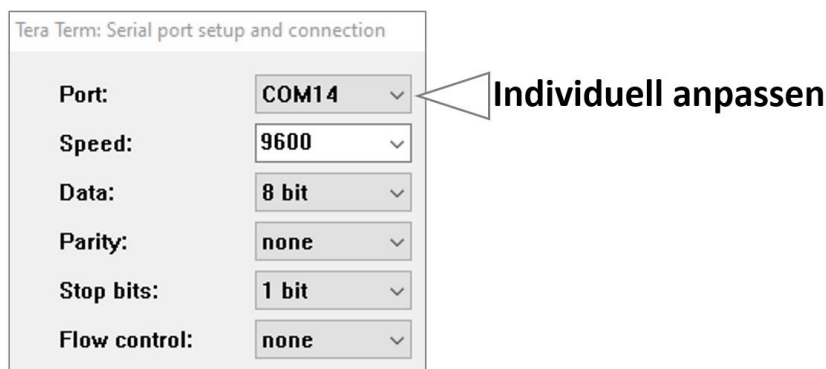 Tera Term: Serial port setup and connection
Port: COM14 Individuell anpassen
Speed: 9600
Data: 8 bit
Parity: none
Stop bits: 1 bit
Flow control: none